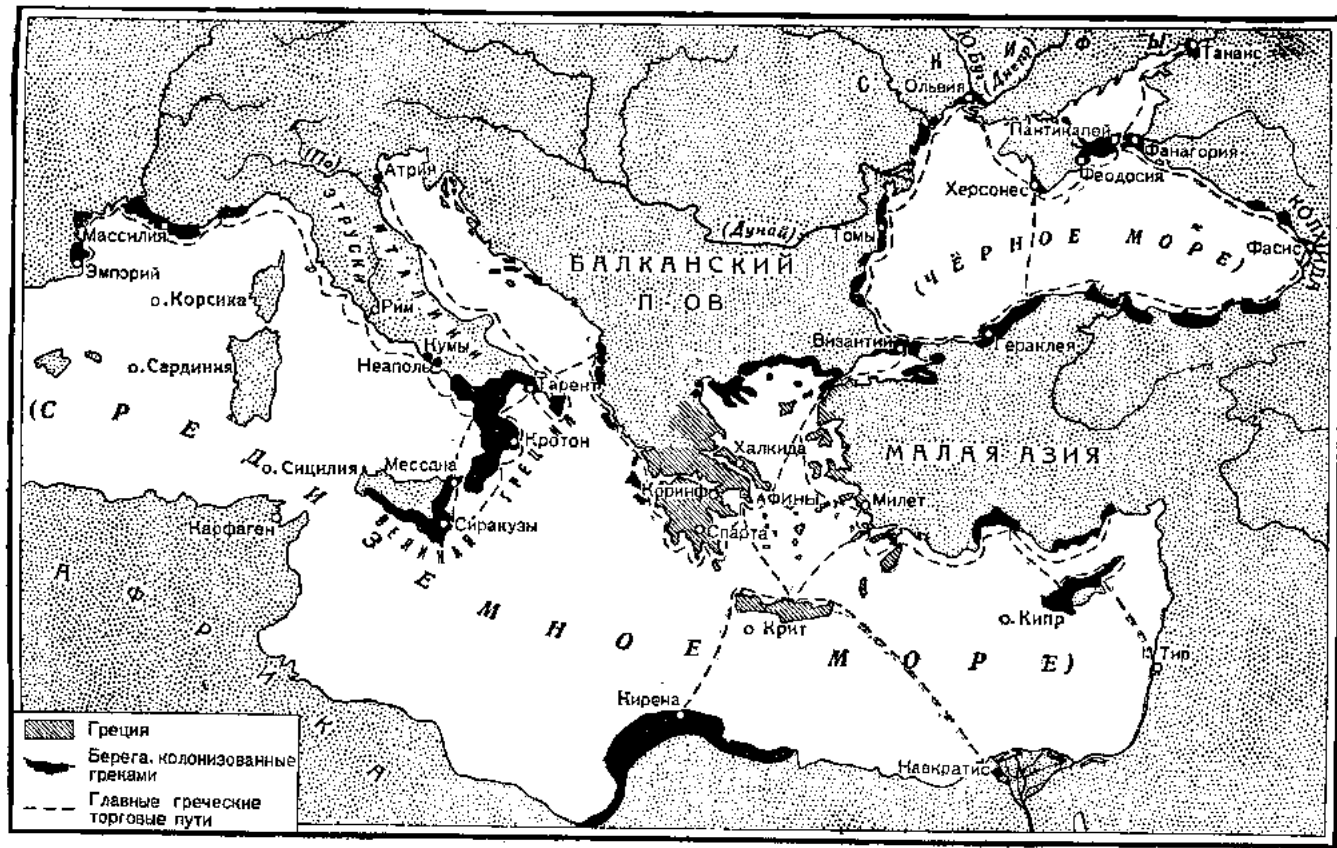 СКИФЫ
Ю.Буг
(Днепр)
Танаис
Ольвия
Пантикапей
Фанагория
Феодосия
Херсонес
КОЛХИДА
Фасис
(ЧЁРНОЕ МОРЕ)
Томы
(Дунай)
(По)
Атрия
ЭТРУСКИ
ИТАЛИЙЦЫ
БАЛКАНСКИЙ
П-ОВ
Массилия
Эмпорий
о.Корсика
Рим
Кумы
Неаполь
о.Сардиния
Тарент
Византий
Гераклея
(СРЕДИЗЕМНОЕ МОРЕ)
Кротон
Халкида
МАЛАЯ АЗИЯ
о.Сицилия
Мессана
Коринф
АФИНЫ
Милет
Карфаген
Сиракузы
ВЕЛИКАЯ ГРЕЦИЯ
Спарта
АФРИКА
о Крит
о.Кипр
Тир
Кирена
Навкратис
Греция
Берега, колонизованные
греками
Главные греческие
торговые пути